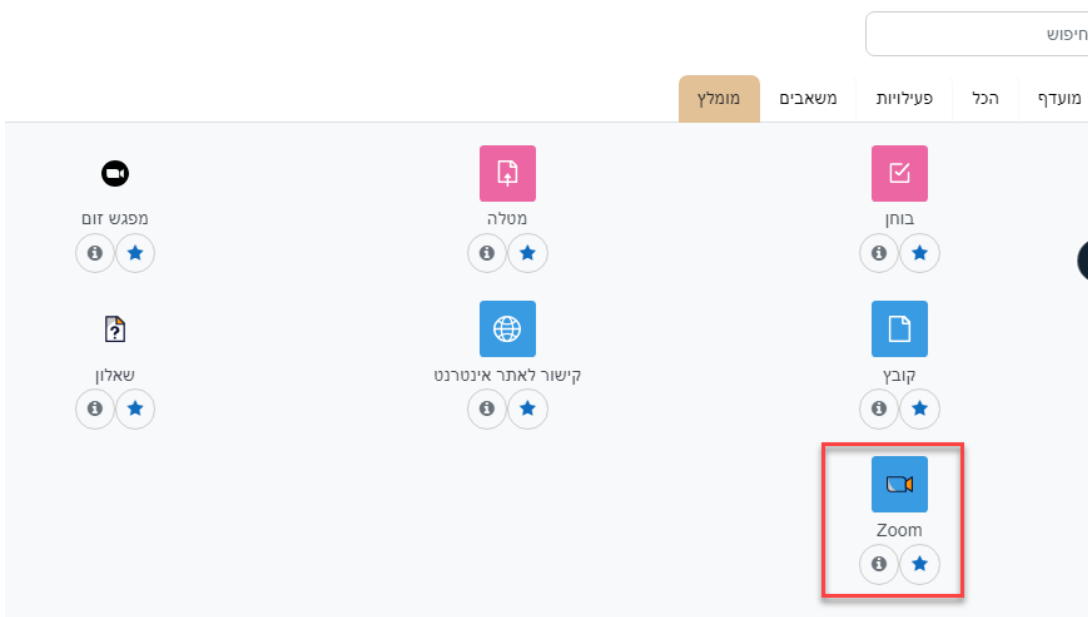 חיפוש
מועדף
הכל
פעילויות
משאבים
מומלץ
בוחן
מטלה
מפגש זום
קובץ
קישור לאתר אינטרנט
שאלון
Zoom